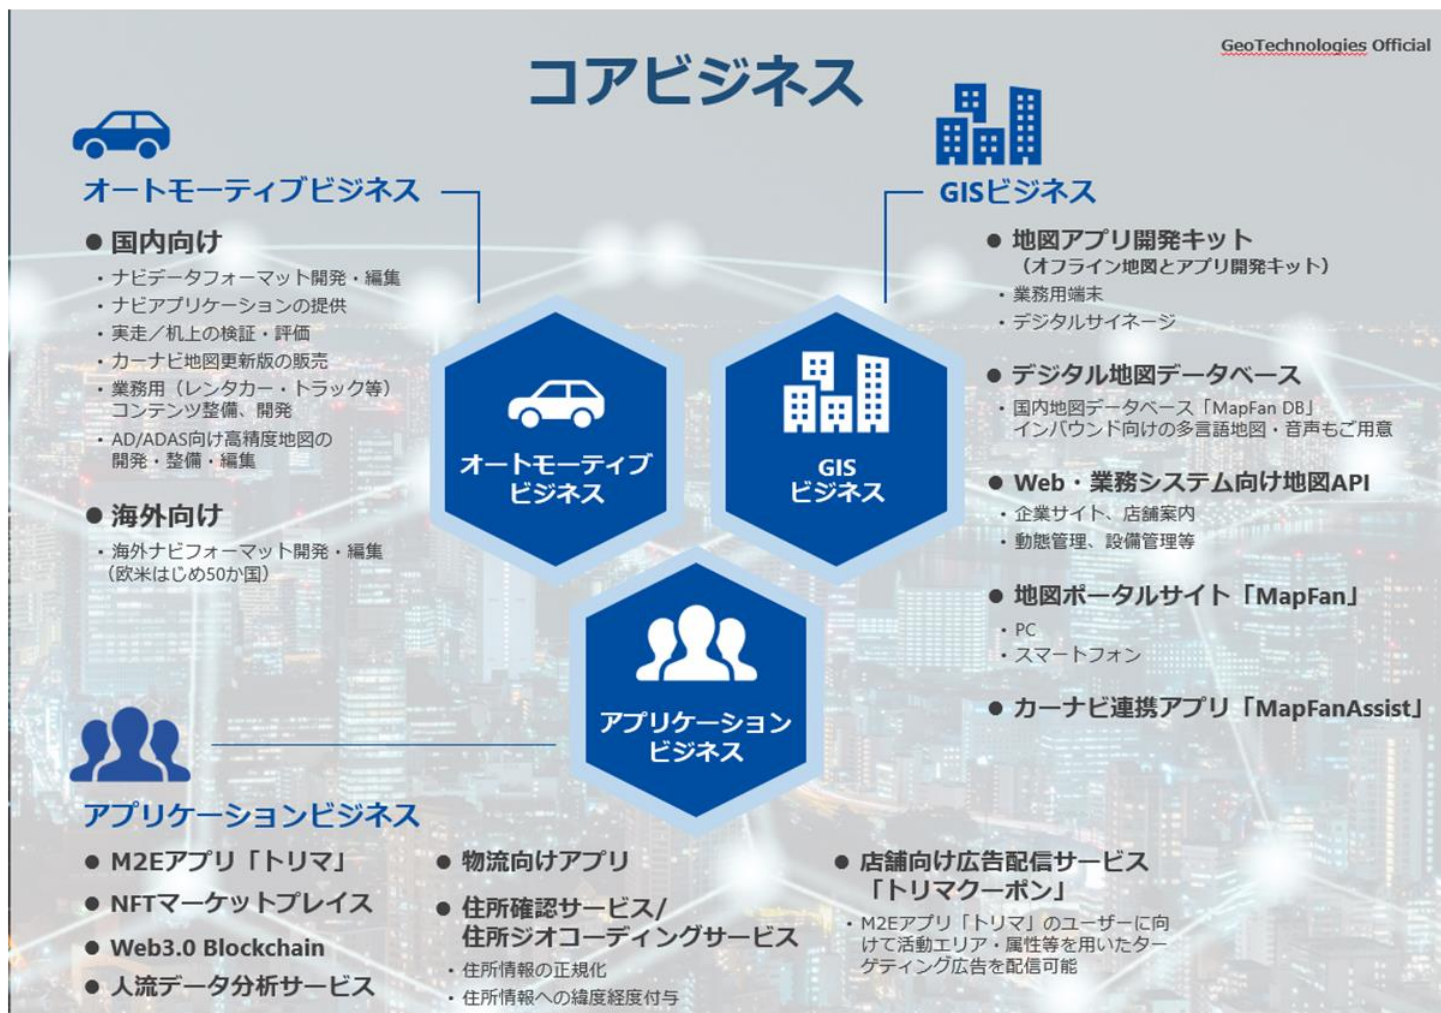 GeoTechnologies Official
コアビジネス
オートモーティブビジネス
● 国内向け
・ナビデータフォーマット開発・編集
・ナビアプリケーションの提供
・実走／机上の検証・評価
・カーナビ地図更新版の販売
・業務用（レンタカー・トラック等）
コンテンツ整備、開発
・AD/ADAS向け高精度地図の
開発・整備・編集
● 海外向け
・海外ナビフォーマット開発・編集
（欧米はじめ50か国）
オートモーティブ
ビジネス
GIS
ビジネス
アプリケーション
ビジネス
GISビジネス
● 地図アプリ開発キット
（オフライン地図とアプリ開発キット）
・業務用端末
・デジタルサイネージ
● デジタル地図データベース
・国内地図データベース「MapFan DB」
インバウンド向けの多言語地図・音声もご用意
● Web・業務システム向け地図API
・企業サイト、店舗案内
・動態管理、設備管理等
● 地図ポータルサイト「MapFan」
・PC
・スマートフォン
● カーナビ連携アプリ「MapFanAssist」
アプリケーションビジネス
● M2Eアプリ「トリマ」
● NFTマーケットプレイス
● Web3.0 Blockchain
● 人流データ分析サービス
● 物流向けアプリ
● 住所確認サービス/
住所ジオコーディングサービス
・住所情報の正規化
・住所情報への緯度経度付与
● 店舗向け広告配信サービス
「トリマクーポン」
・M2Eアプリ「トリマ」のユーザーに向
けて活動エリア・属性等を用いたター
ゲティング広告を配信可能